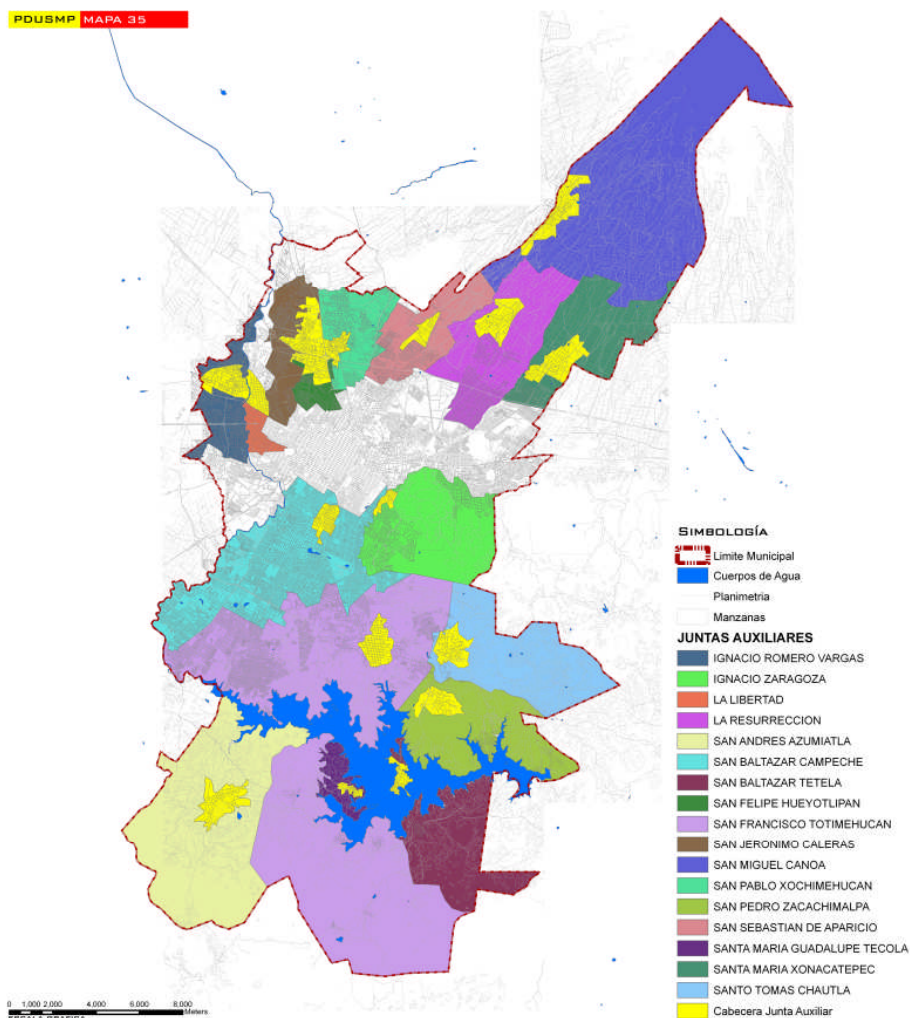 PDUSMP MAPA 35
SIMBOLOGÍA
Limite Municipal
Cuerpos de Agua
Planimetria
Manzanas
JUNTAS AUXILIARES
IGNACIO ROMERO VARGAS
IGNACIO ZARAGOZA
LA LIBERTAD
LA RESURRECCION
SAN ANDRES AZUMIATLA
SAN BALTAZAR CAMPECHE
SAN BALTAZAR TETELA
SAN FELIPE HUEYOTLIPAN
SAN FRANCISCO TOTIMEHUCAN
SAN JERONIMO CALERAS
SAN MIGUEL CANOA
SAN PABLO XOCHIMEHUCAN
SAN PEDRO ZACACHIMALPA
SAN SEBASTIAN DE APARICIO
SANTA MARIA GUADALUPE TECOLA
SANTA MARIA XONACATEPEC
SANTO TOMAS CHAUTLA
Cabecera Junta Auxiliar
0 1,000 2,000 4,000 6,000 8,000
Meters
ESCALA GRAFICA